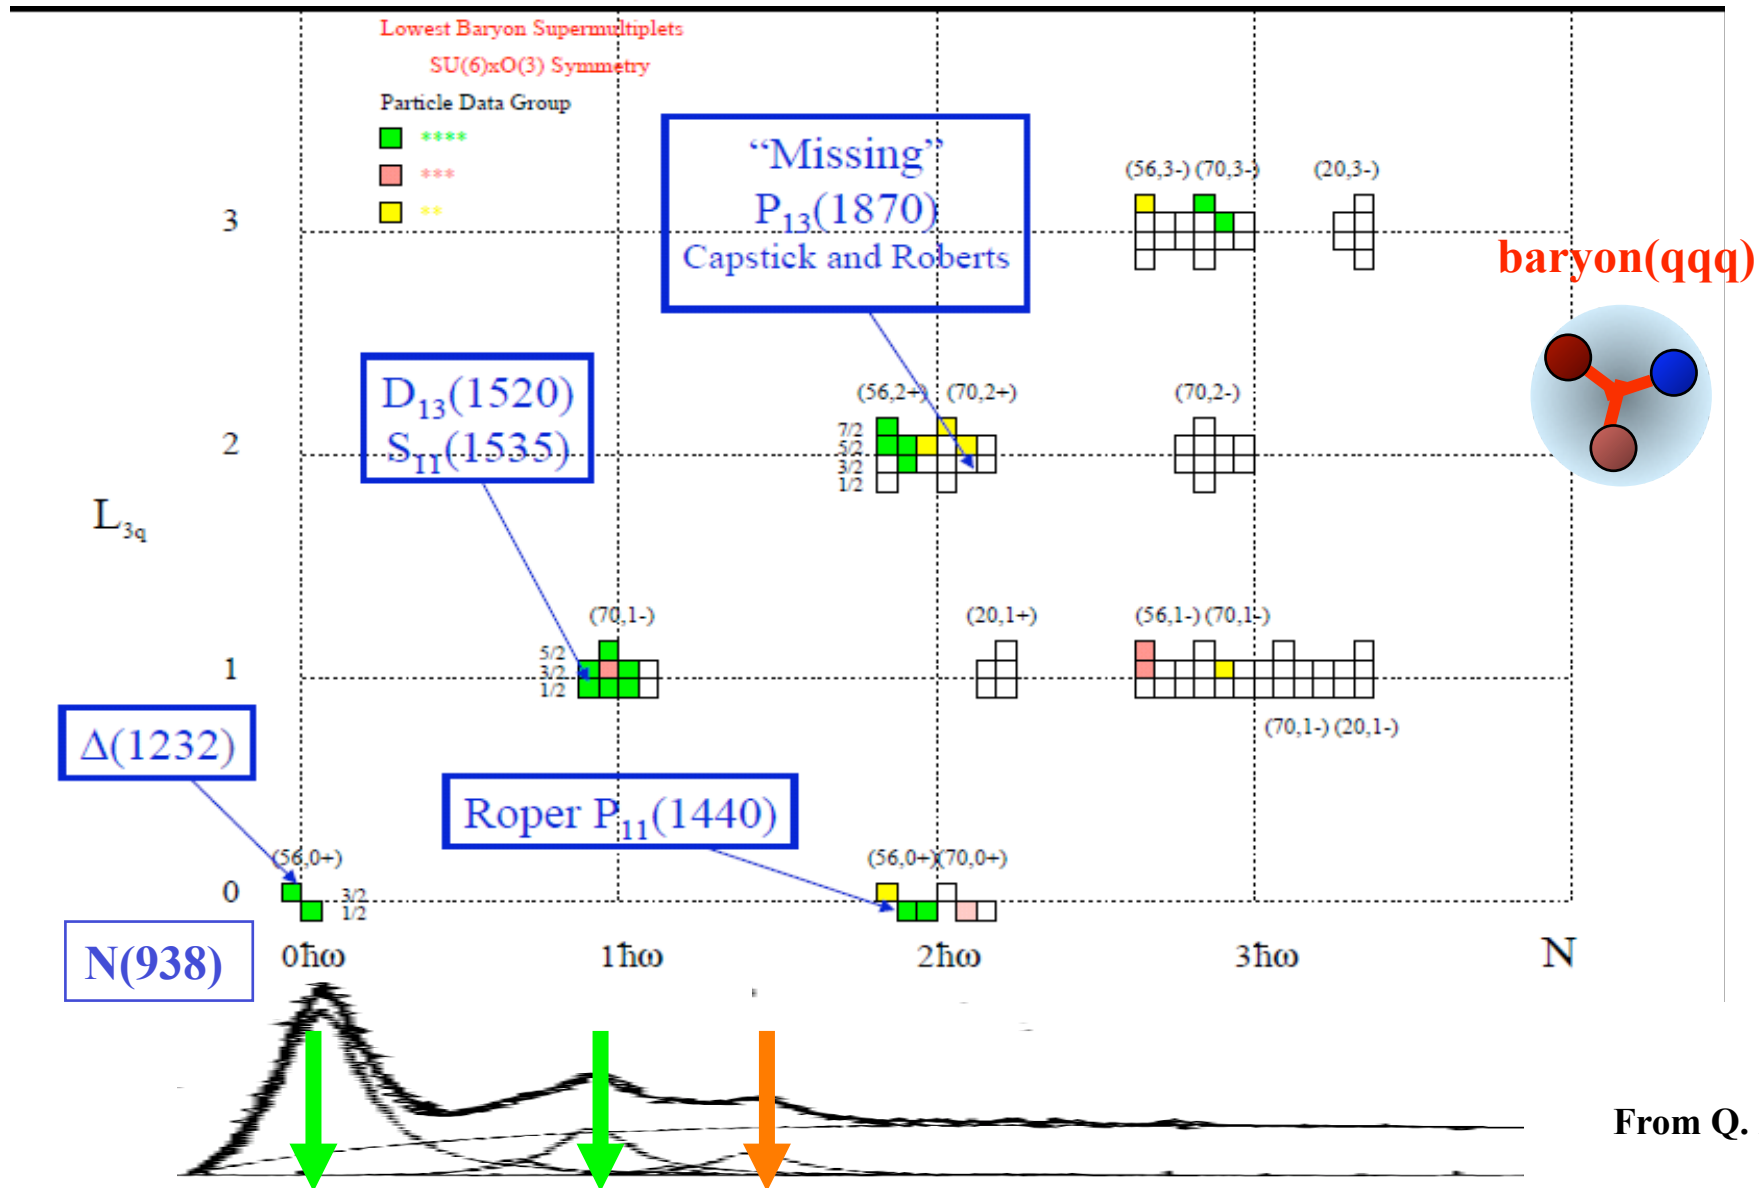 Lowest Baryon Supermultiplets
SU(6)xO(3) Symmetry
Particle Data Group
****
***
**
“Missing”
P₁₃(1870)
Capstick and Roberts
(56,3-) (70,3-)
(20,3-)
3
baryon(qqq)
D₁₃(1520)
S₁₁(1535)
(56,2+) (70,2+)
(70,2-)
2
7/2
5/2
3/2
1/2
L₃q
(70,1-)
(20,1+)
(56,1-) (70,1-)
1
5/2
3/2
1/2
(70,1-) (20,1-)
Δ(1232)
Roper P₁₁(1440)
(56,0+)
(56,0+)(70,0+)
0
3/2
1/2
N(938)
0ħω
1ħω
2ħω
3ħω
N
From Q.